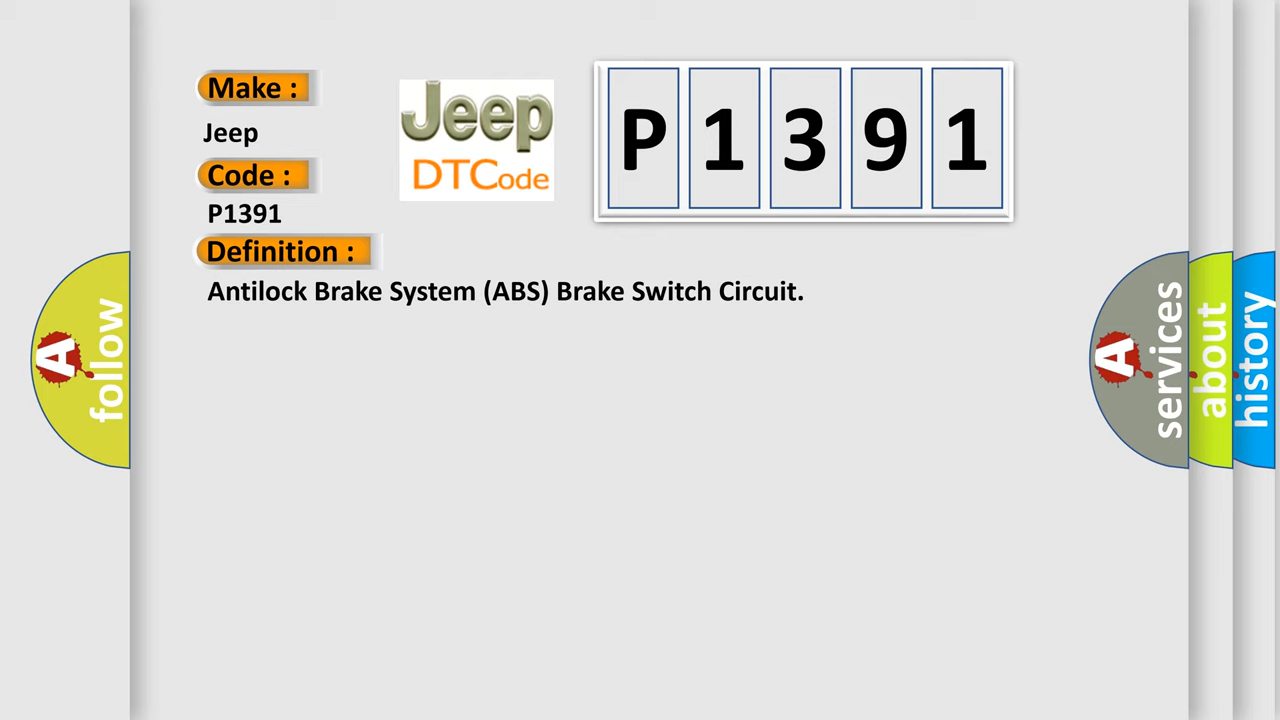 Make :
Jeep
Code :
P1391
Definition :
Antilock Brake System (ABS) Brake Switch Circuit.
Jeep
DTCode
P 1 3 9 1
A follow
A services
about
history